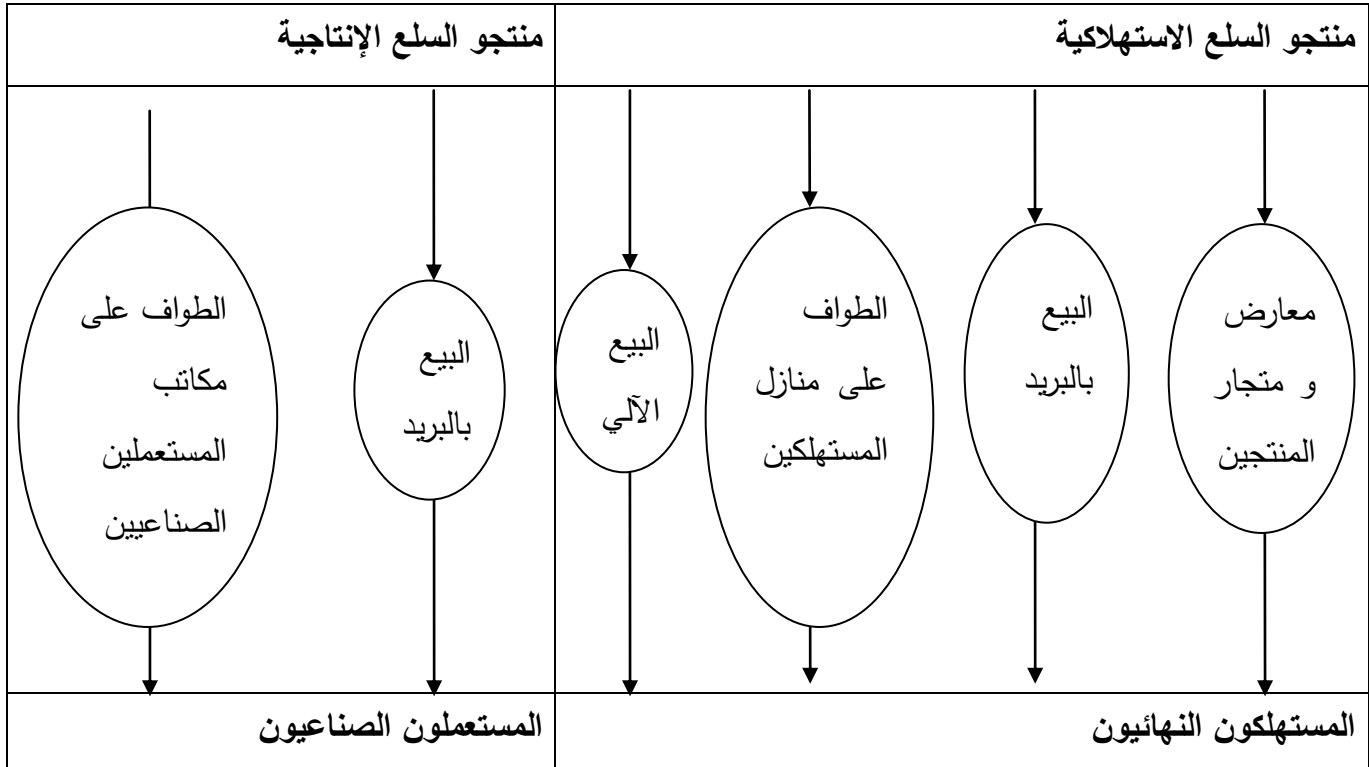 منتجو السلع الاستهلاكية
منتجو السلع الإنتاجية
معارض
و متجار
المنتجين
البيع
بالبريد
الطواف
على منازل
المستهلكين
البيع
الآلي
البيع
بالبريد
الطواف على
مكاتب
المستعملين
الصناعيين
المستهلكون النهائيون
المستعملون الصناعيون